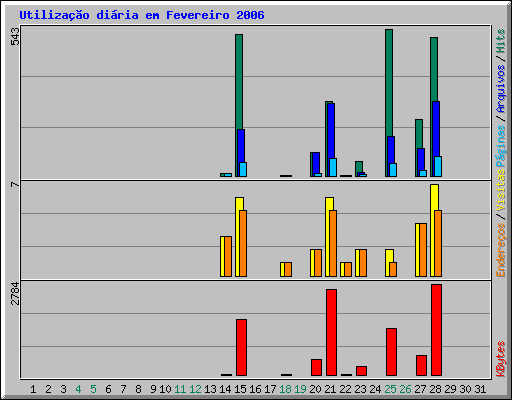 Utilização diária em Fevereiro 2006
543
7
2784
Páginas / Arquivos / Hits
Endereços / Visitas
KBytes
1 2 3 4 5 6 7 8 9 10 11 12 13 14 15 16 17 18 19 20 21 22 23 24 25 26 27 28 29 30 31